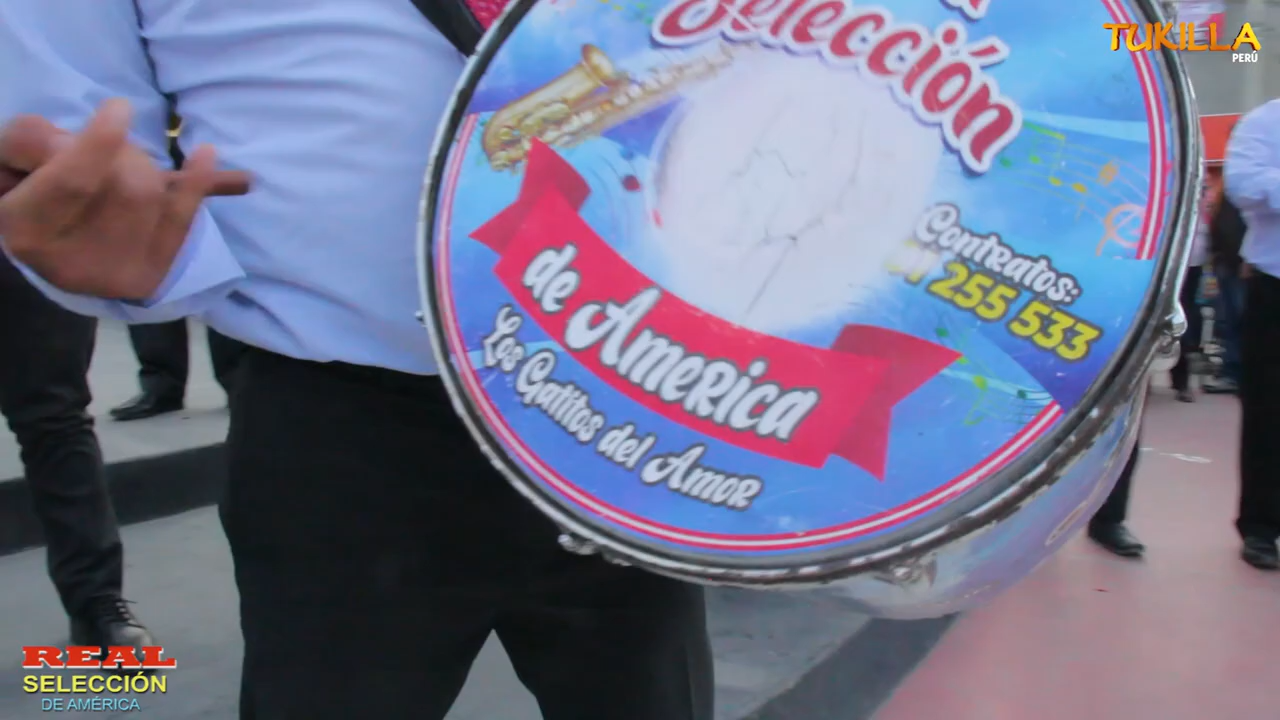 TUKILLA
PERÚ
Selección
de America
Los Gatitos del Amor
Contratos:
255 533
REAL
SELECCIÓN
DE AMÉRICA